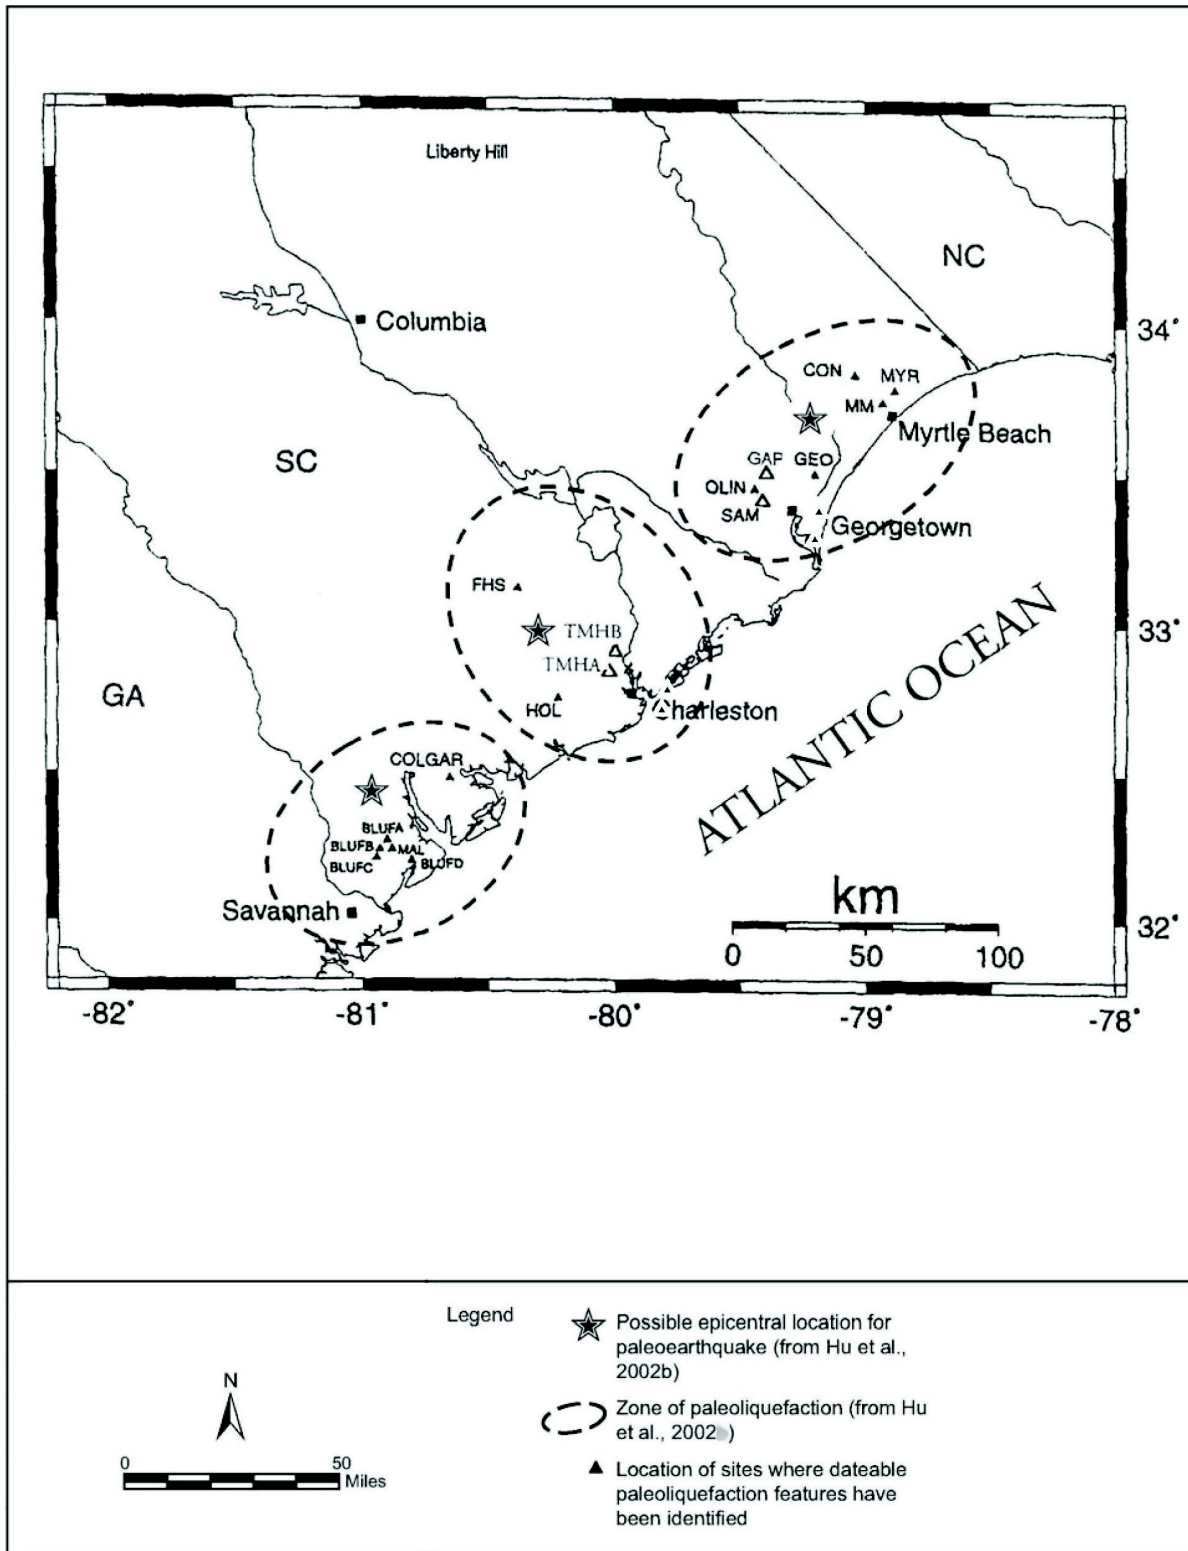 Liberty Hill
NC
Columbia
34°
CON
MYR
MM
Myrtle Beach
SC
GAP
GEO
OLIN
SAM
Georgetown
FHS
33°
TMHB
TMHA
GA
HOL
Charleston
ATLANTIC OCEAN
COLGAR
BLUFA
BLUFB
MAL
BLUFC
BLUFD
km
Savannah
32°
0 50 100
-82° -81° -80° -79° -78°
Legend
Possible epicentral location for
paleoearthquake (from Hu et al.,
2002b)
N
Zone of paleoliquefaction (from Hu
et al., 2002 )
0 50
Miles
Location of sites where dateable
paleoliquefaction features have
been identified